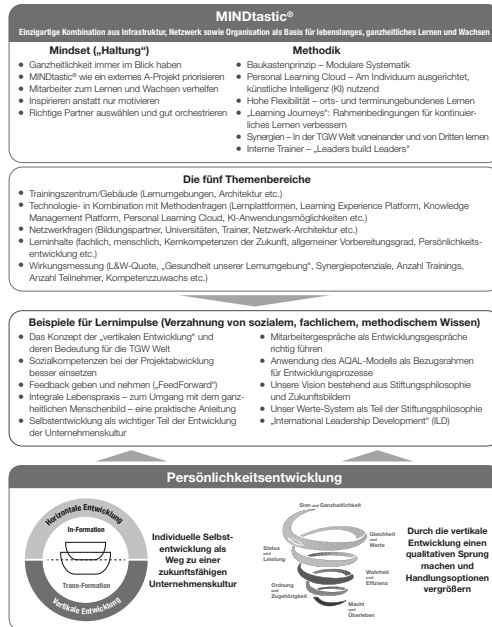 MINDtastic®
Einzigartige Kombination aus Infrastruktur, Netzwerk sowie Organisation als Basis für lebenslanges, ganzheitliches Lernen und Wachsen
Mindset („Haltung")
• Ganzheitlichkeit immer im Blick haben
• MINDtastic® wie ein externes A-Projekt priorisieren
• Mitarbeiter zum Lernen und Wachsen verhelfen
• Inspirieren anstatt nur motivieren
• Richtige Partner auswählen und gut orchestrieren
Methodik
• Baukastenprinzip – Modulare Systematik
• Personal Learning Cloud – Am Individuum ausgerichtet,
künstliche Intelligenz (KI) nutzend
• Hohe Flexibilität – orts- und terminungebundenes Lernen
• „Learning Journeys": Rahmenbedingungen für kontinuier-
liches Lernen verbessern
• Synergien – In der TGW Welt voneinander und von Dritten lernen
• Interne Trainer – „Leaders build Leaders"
Die fünf Themenbereiche
• Trainingszentrum/Gebäude (Lernumgebungen, Architektur etc.)
• Technologie- in Kombination mit Methodenfragen (Lernplattformen, Learning Experience Platform, Knowledge
Management Platform, Personal Learning Cloud, KI-Anwendungsmöglichkeiten etc.)
• Netzwerkfragen (Bildungspartner, Universitäten, Trainer, Netzwerk-Architektur etc.)
• Lerninhalte (fachlich, menschlich, Kernkompetenzen der Zukunft, allgemeiner Vorbereitungsgrad, Persönlichkeits-
entwicklung etc.)
• Wirkungsmessung (L&W-Quote, „Gesundheit unserer Lernumgebung", Synergiepotenziale, Anzahl Trainings,
Anzahl Teilnehmer, Kompetenzzuwachs etc.)
Beispiele für Lernimpulse (Verzahnung von sozialem, fachlichem, methodischem Wissen)
• Das Konzept der „vertikalen Entwicklung" und
deren Bedeutung für die TGW Welt
• Sozialkompetenzen bei der Projektabwicklung
besser einsetzen
• Feedback geben und nehmen („FeedForward")
• Integrale Lebenspraxis – zum Umgang mit dem ganz-
heitlichen Menschenbild – eine praktische Anleitung
• Selbstentwicklung als wichtiger Teil der Entwicklung
der Unternehmenskultur
• Mitarbeitergespräche als Entwicklungsgespräche
richtig führen
• Anwendung des AQAL-Modells als Bezugsrahmen
für Entwicklungsprozesse
• Unsere Vision bestehend aus Stiftungsphilosophie
und Zukunftsbildern
• Unser Werte-System als Teil der Stiftungsphilosophie
• „International Leadership Development" (ILD)
Persönlichkeitsentwicklung
Horizontale Entwicklung
In-Formation
Trans-Formation
Vertikale Entwicklung
Individuelle Selbst-
entwicklung als
Weg zu einer
zukunftsfähigen
Unternehmenskultur
Sinn und Ganzheitlichkeit
Gleichheit
und
Werte
Status
und
Leistung
Wahrheit
und
Effizienz
Ordnung
und
Zugehörigkeit
Macht
und
Überleben
Durch die vertikale
Entwicklung einen
qualitativen Sprung
machen und
Handlungsoptionen
vergrößern